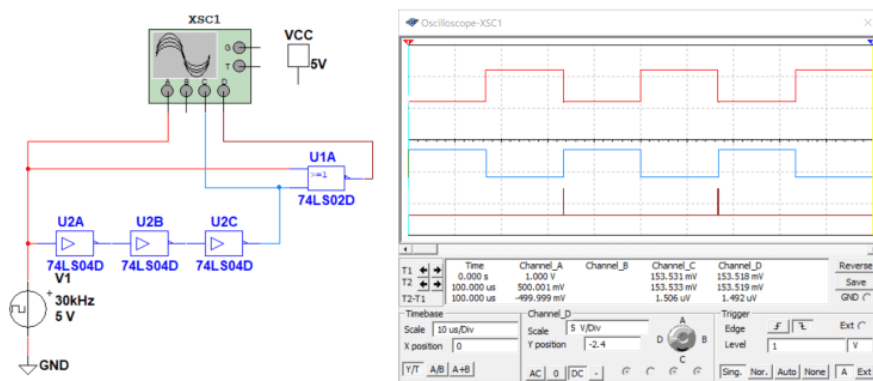 XSC1
VCC
5V
G
T
A B C D
U1A
>=1
74LS02D
U2A U2B U2C
74LS04D 74LS04D 74LS04D
V1
+
30kHz
5 V
GND
Oscilloscope-XSC1
Time Channel_A Channel_B Channel_C Channel_D
T1 0.000 s 1.000 V 153.531 mV 153.518 mV
T2 100.000 us 500.001 mV 153.533 mV 153.519 mV
T2-T1 100.000 us -499.999 mV 1.506 uV 1.492 uV
Reverse
Save
GND
Timebase
Scale 10 us/Div
X position 0
Y/T A/B A+B
Channel_D
Scale 5 V/Div
Y position -2.4
AC 0 DC -
A
D B
C
Trigger
Edge Ext
Level 1 V
Sing. Nor. Auto None A Ext